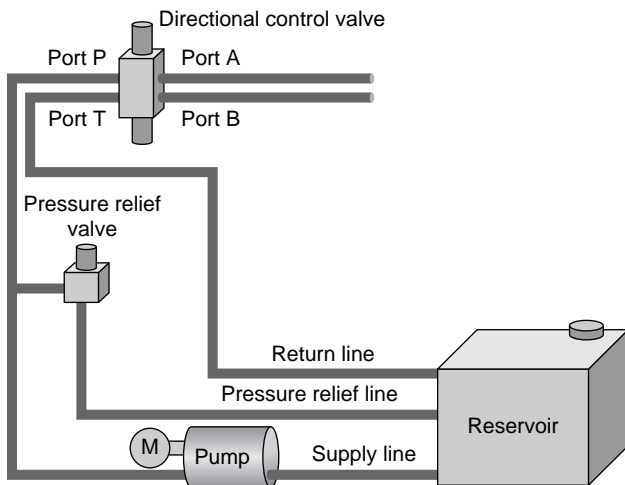 Directional control valve
Port P
Port A
Port T
Port B
Pressure relief
valve
Return line
Pressure relief line
Reservoir
M
Pump
Supply line